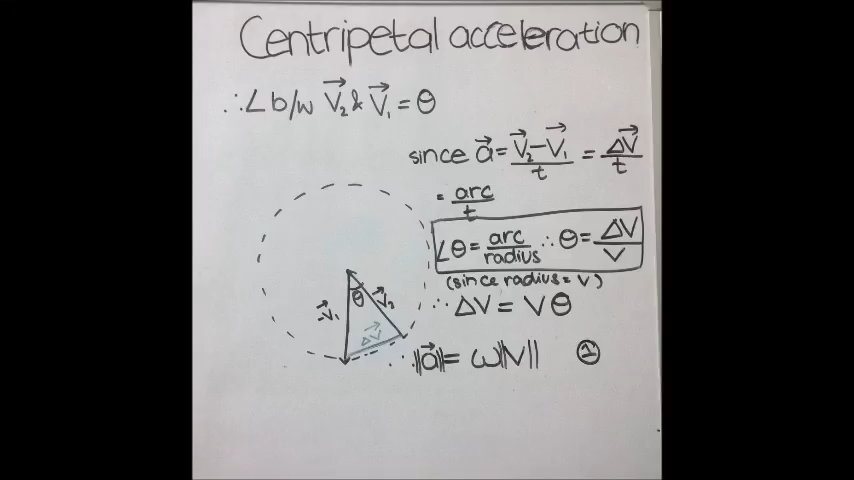 Centripetal acceleration
∴∠ b/w V⃗₂ & V⃗₁ = θ
since a⃗ = (V⃗₂ - V⃗₁)/t = ΔV⃗/t
= arc/t
∠θ = arc/radius ∴ θ = ΔV/V
(since radius = V)
∴ ΔV = Vθ
-V⃗₁ θ V⃗₂
ΔV⃗
∴ ||a⃗|| = ω||V|| ①